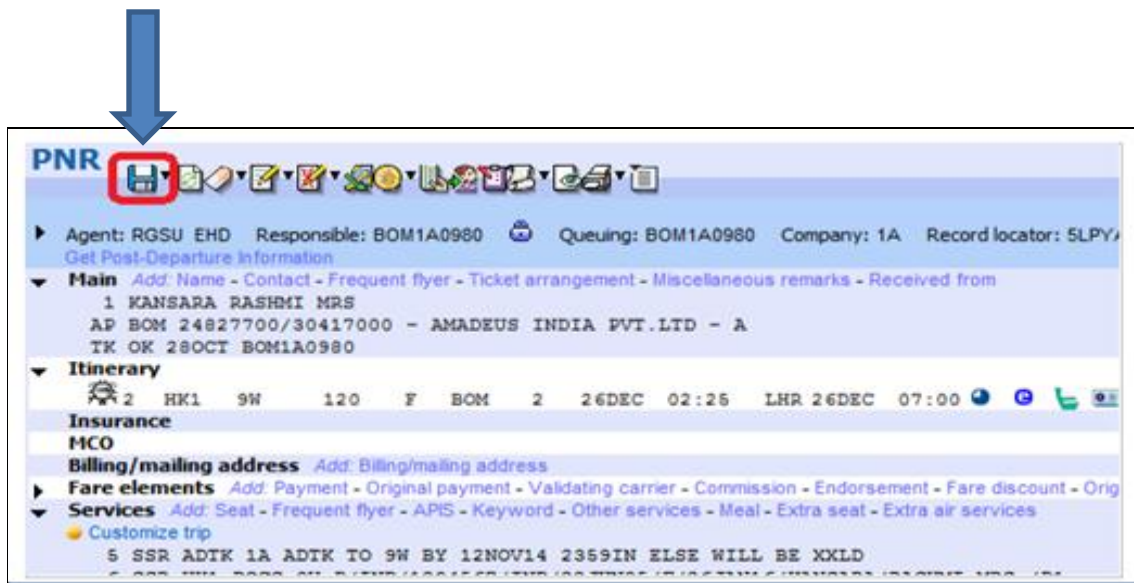 PNR
Agent: RGSU EHD Responsible: BOM1A0980 Queuing: BOM1A0980 Company: 1A Record locator: 5LPY
Get Post-Departure Information
Main Add: Name - Contact - Frequent flyer - Ticket arrangement - Miscellaneous remarks - Received from
1 KANSARA RASHMI MRS
AP BOM 24827700/30417000 - AMADEUS INDIA PVT.LTD - A
TK OK 28OCT BOM1A0980
Itinerary
2 HK1 9W 120 F BOM 2 26DEC 02:25 LHR 26DEC 07:00
Insurance
MCO
Billing/mailing address Add: Billing/mailing address
Fare elements Add: Payment - Original payment - Validating carrier - Commission - Endorsement - Fare discount - Orig
Services Add: Seat - Frequent flyer - APIS - Keyword - Other services - Meal - Extra seat - Extra air services
Customize trip
5 SSR ADTK 1A ADTK TO 9W BY 12NOV14 2359IN ELSE WILL BE XXLD